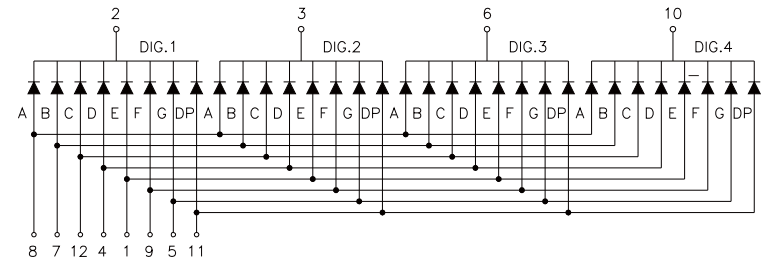 2 3 6 10
DIG.1 DIG.2 DIG.3 DIG.4
A B C D E F G DP A B C D E F G DP A B C D E F G DP A B C D E F G DP
8 7 12 4 1 9 5 11